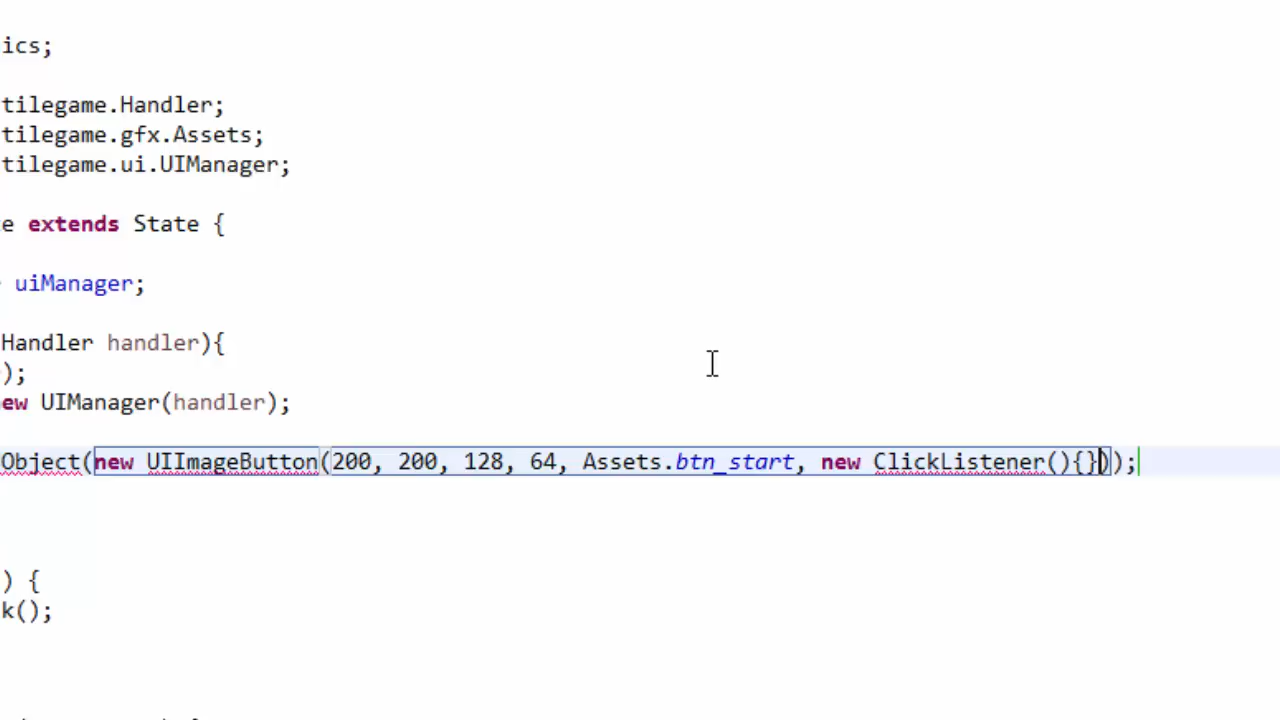 ics;
tilegame.Handler;
tilegame.gfx.Assets;
tilegame.ui.UIManager;
e extends State {
uiManager;
Handler handler){
);
ew UIManager(handler);
Object(new UIImageButton(200, 200, 128, 64, Assets.btn_start, new ClickListener(){}));
) {
k();